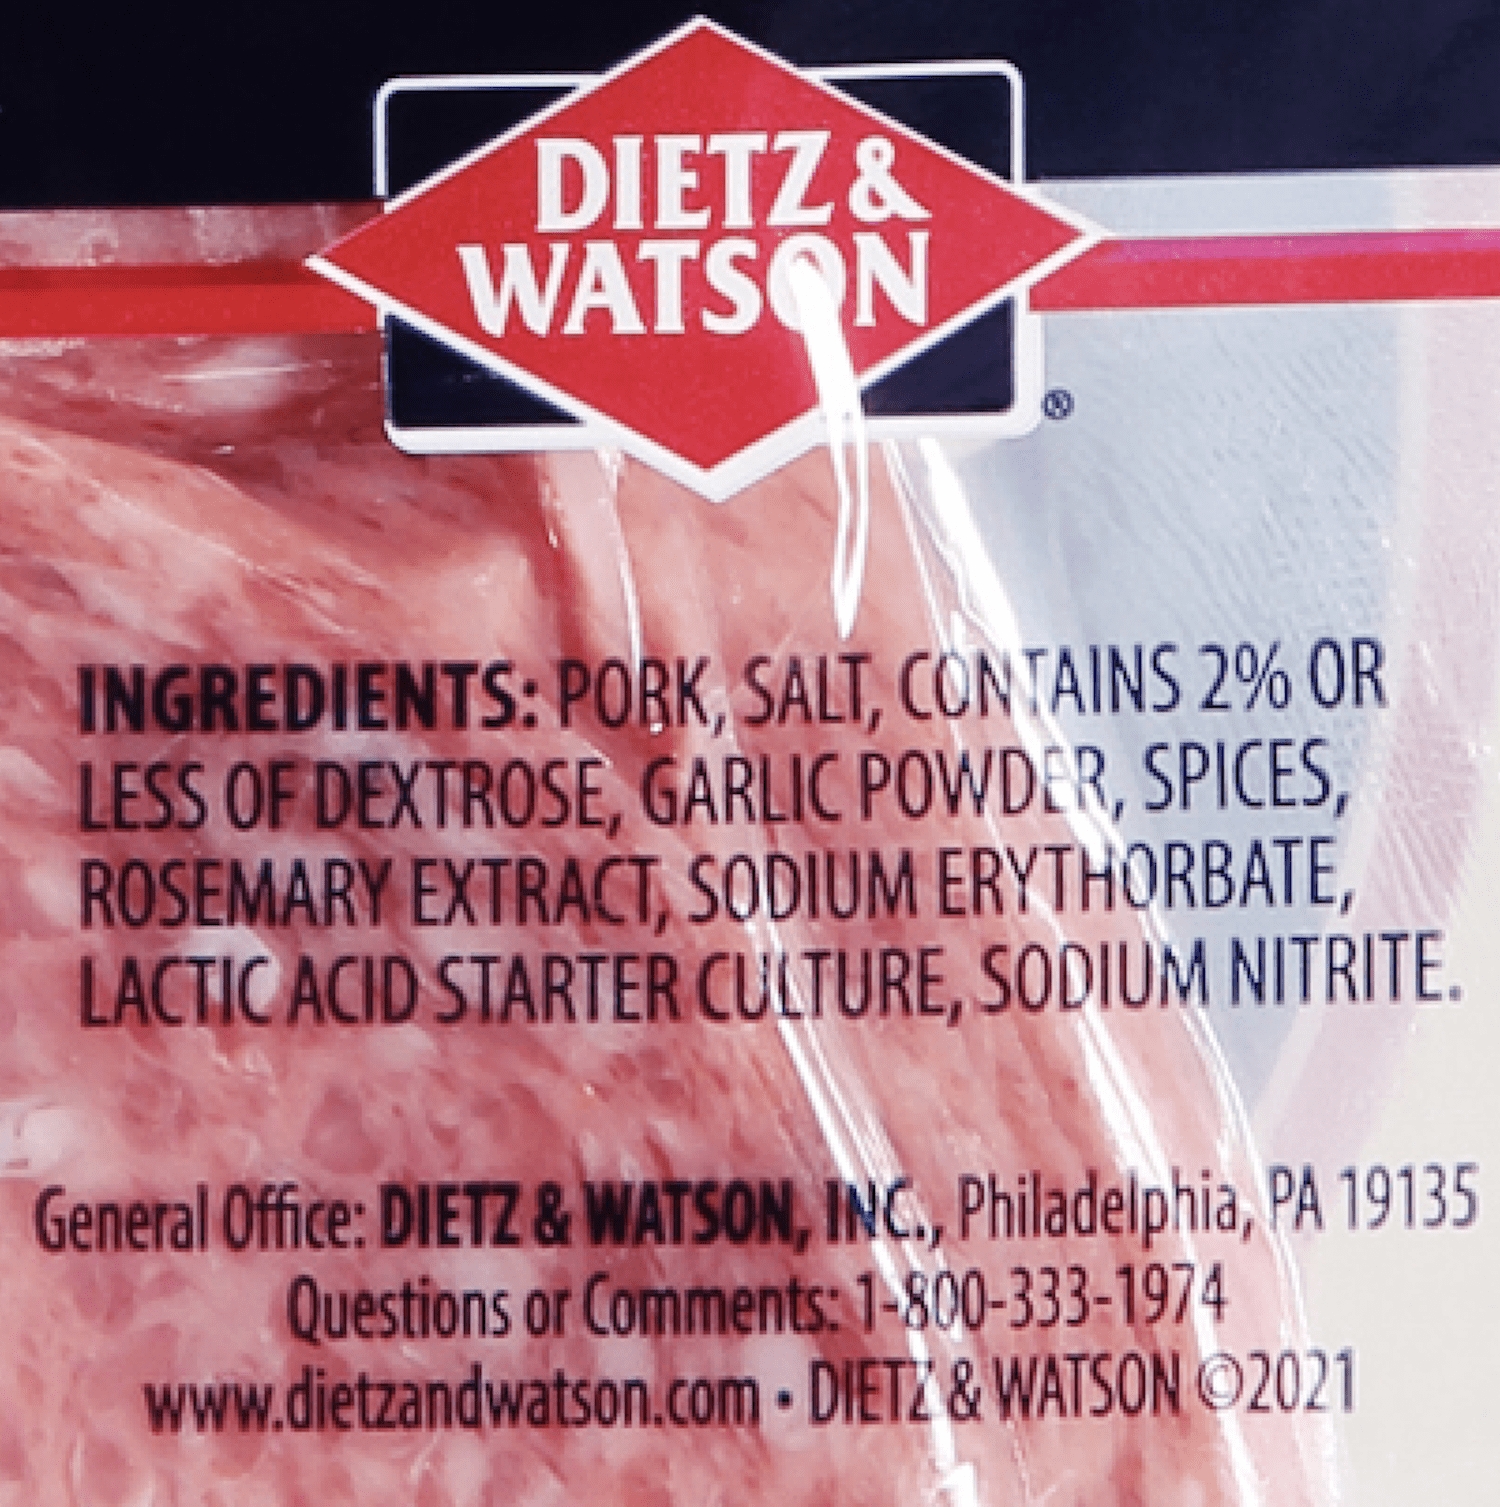 DIETZ &
WATSON
®
INGREDIENTS: PORK, SALT, CONTAINS 2% OR
LESS OF DEXTROSE, GARLIC POWDER, SPICES,
ROSEMARY EXTRACT, SODIUM ERYTHORBATE,
LACTIC ACID STARTER CULTURE, SODIUM NITRITE.
General Office: DIETZ & WATSON, INC., Philadelphia, PA 19135
Questions or Comments: 1-800-333-1974
www.dietzandwatson.com • DIETZ & WATSON ©2021